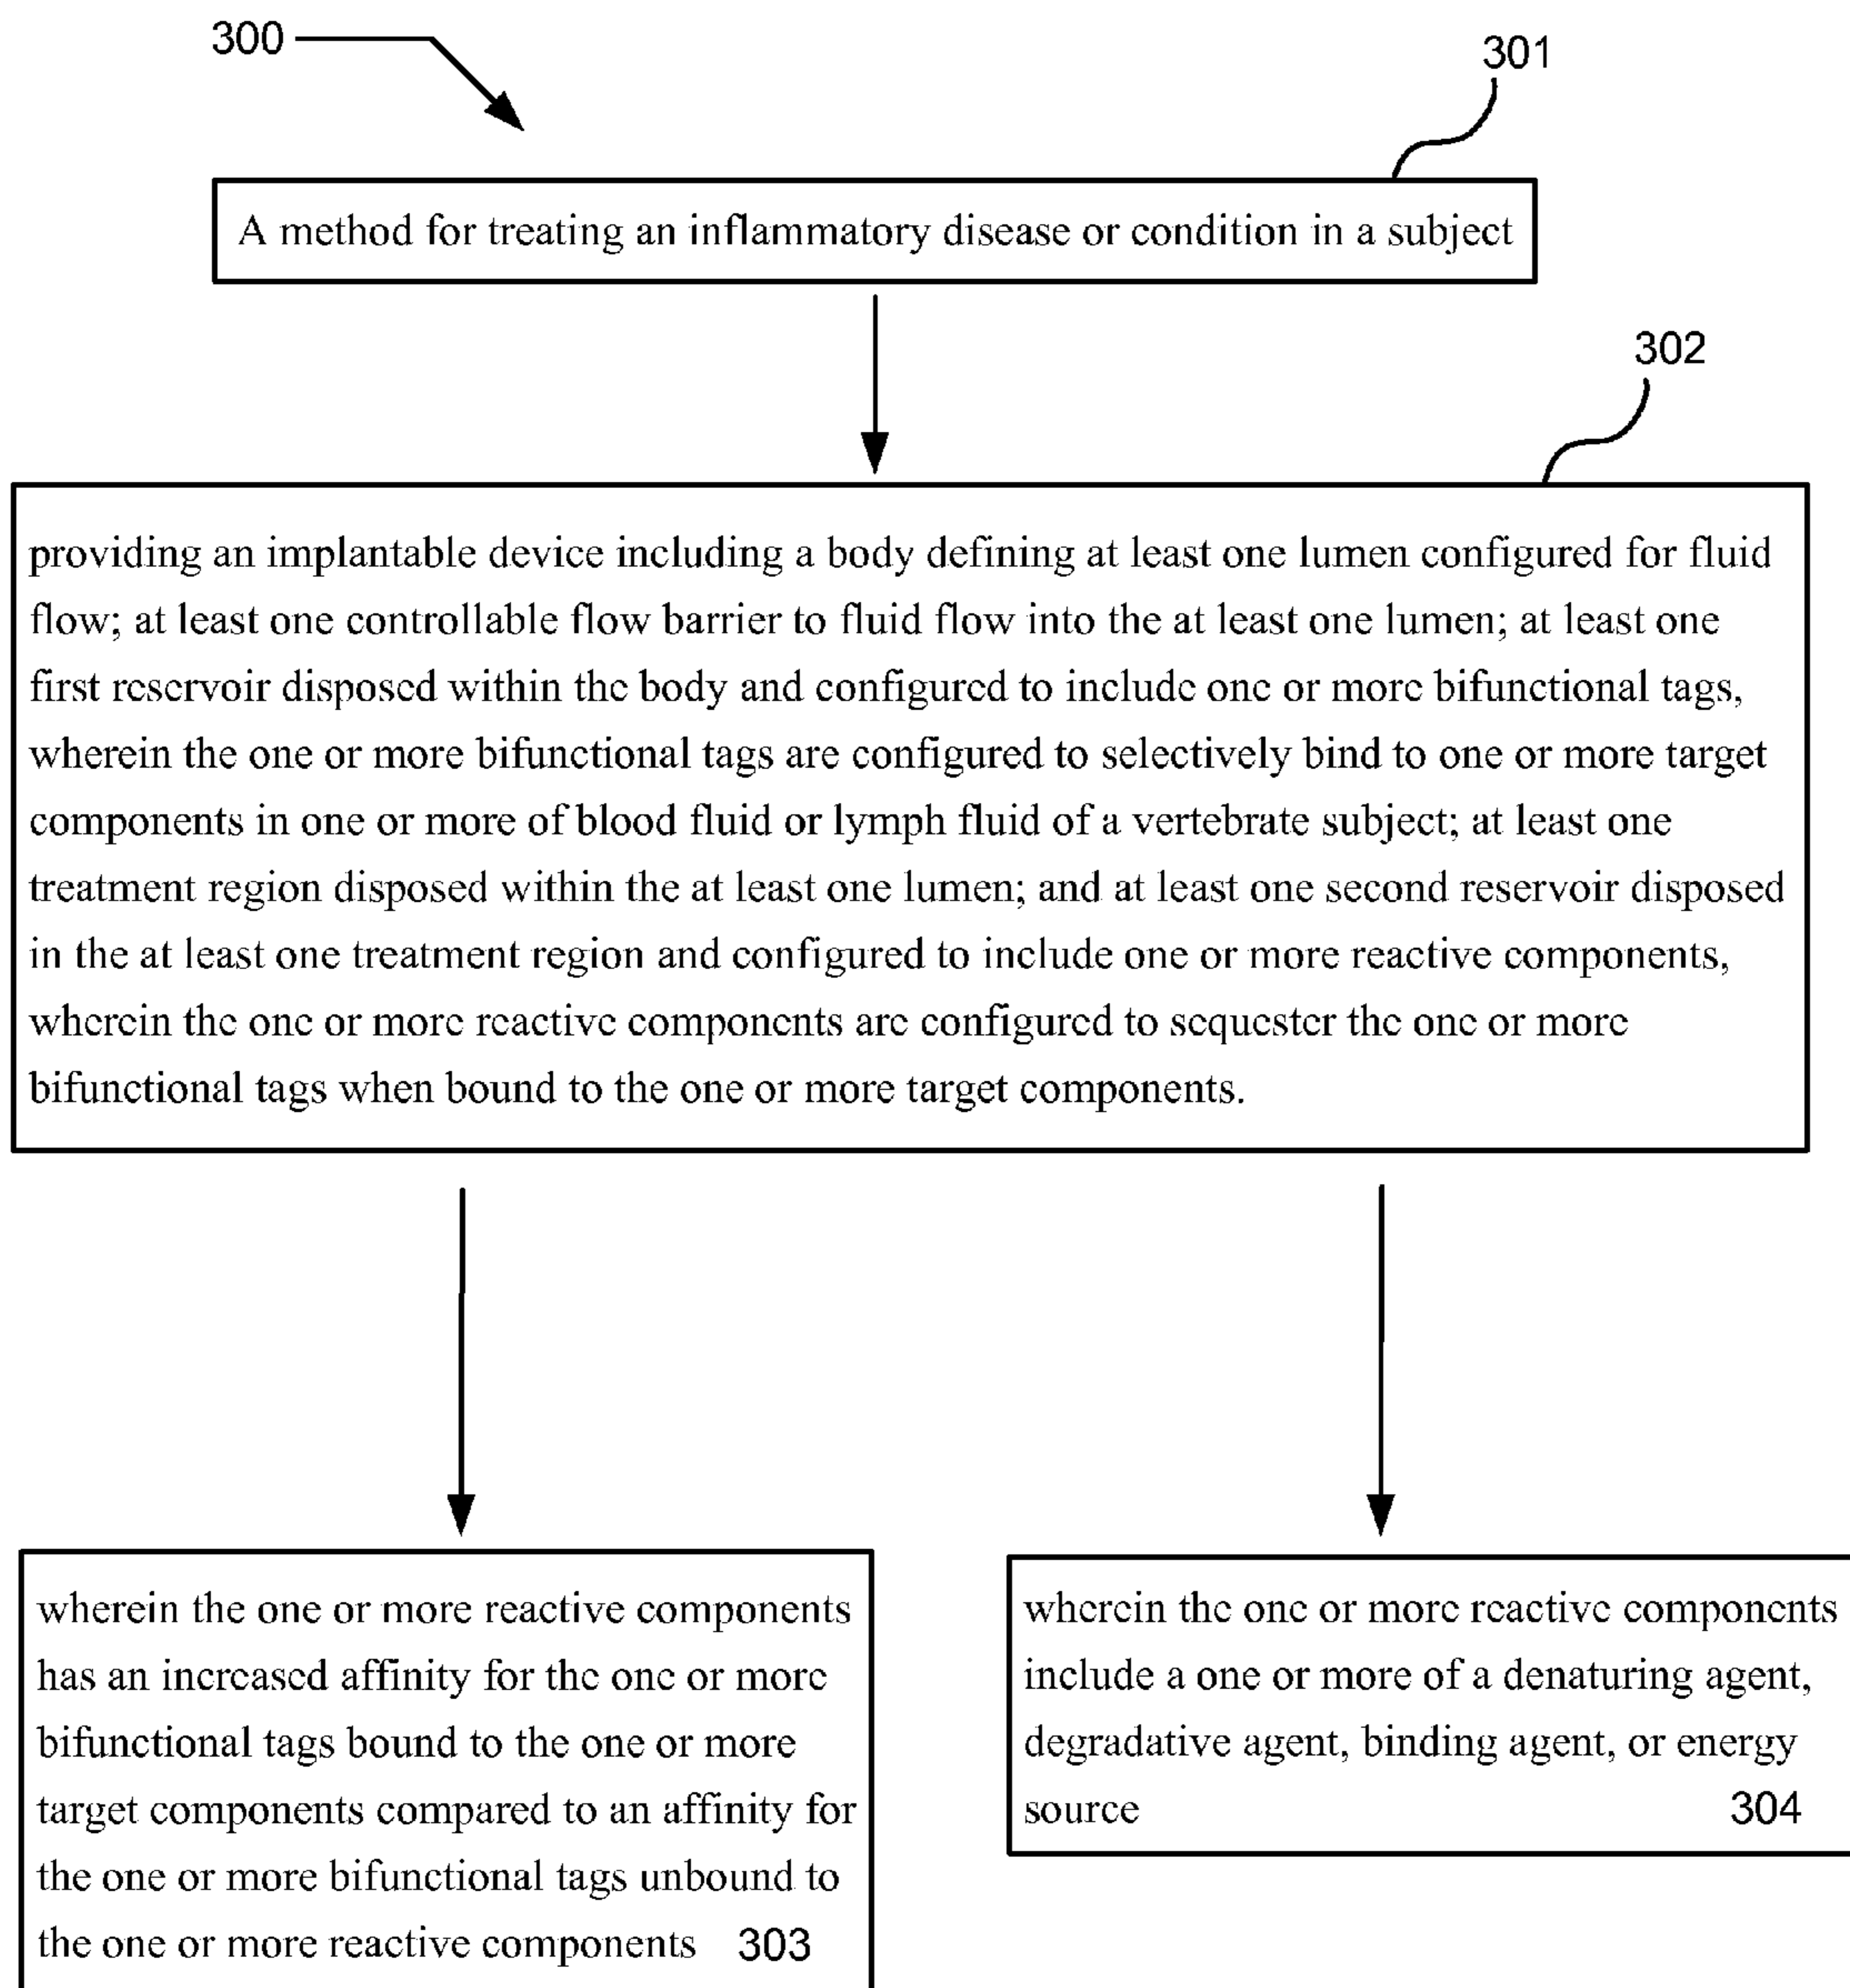 300
301
A method for treating an inflammatory disease or condition in a subject
302
providing an implantable device including a body defining at least one lumen configured for fluid
flow; at least one controllable flow barrier to fluid flow into the at least one lumen; at least one
first reservoir disposed within the body and configured to include one or more bifunctional tags,
wherein the one or more bifunctional tags are configured to selectively bind to one or more target
components in one or more of blood fluid or lymph fluid of a vertebrate subject; at least one
treatment region disposed within the at least one lumen; and at least one second reservoir disposed
in the at least one treatment region and configured to include one or more reactive components,
wherein the one or more reactive components are configured to sequester the one or more
bifunctional tags when bound to the one or more target components.
wherein the one or more reactive components
has an increased affinity for the one or more
bifunctional tags bound to the one or more
target components compared to an affinity for
the one or more bifunctional tags unbound to
the one or more reactive components 303
wherein the one or more reactive components
include a one or more of a denaturing agent,
degradative agent, binding agent, or energy
source 304